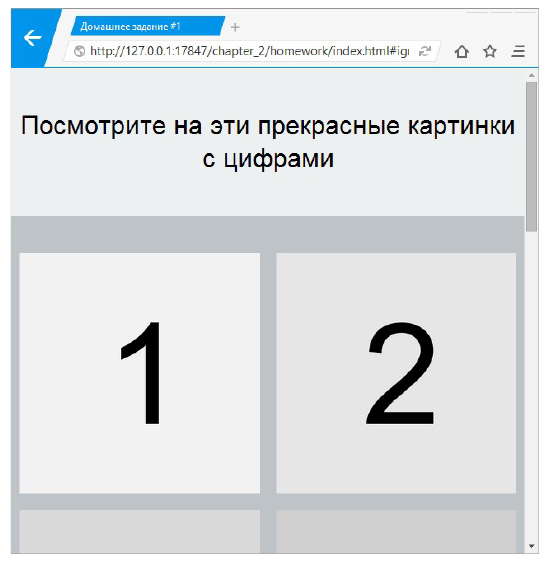 Домашнее задание #1
http://127.0.0.1:17847/chapter_2/homework/index.html#ig
Посмотрите на эти прекрасные картинки
с цифрами
1 2